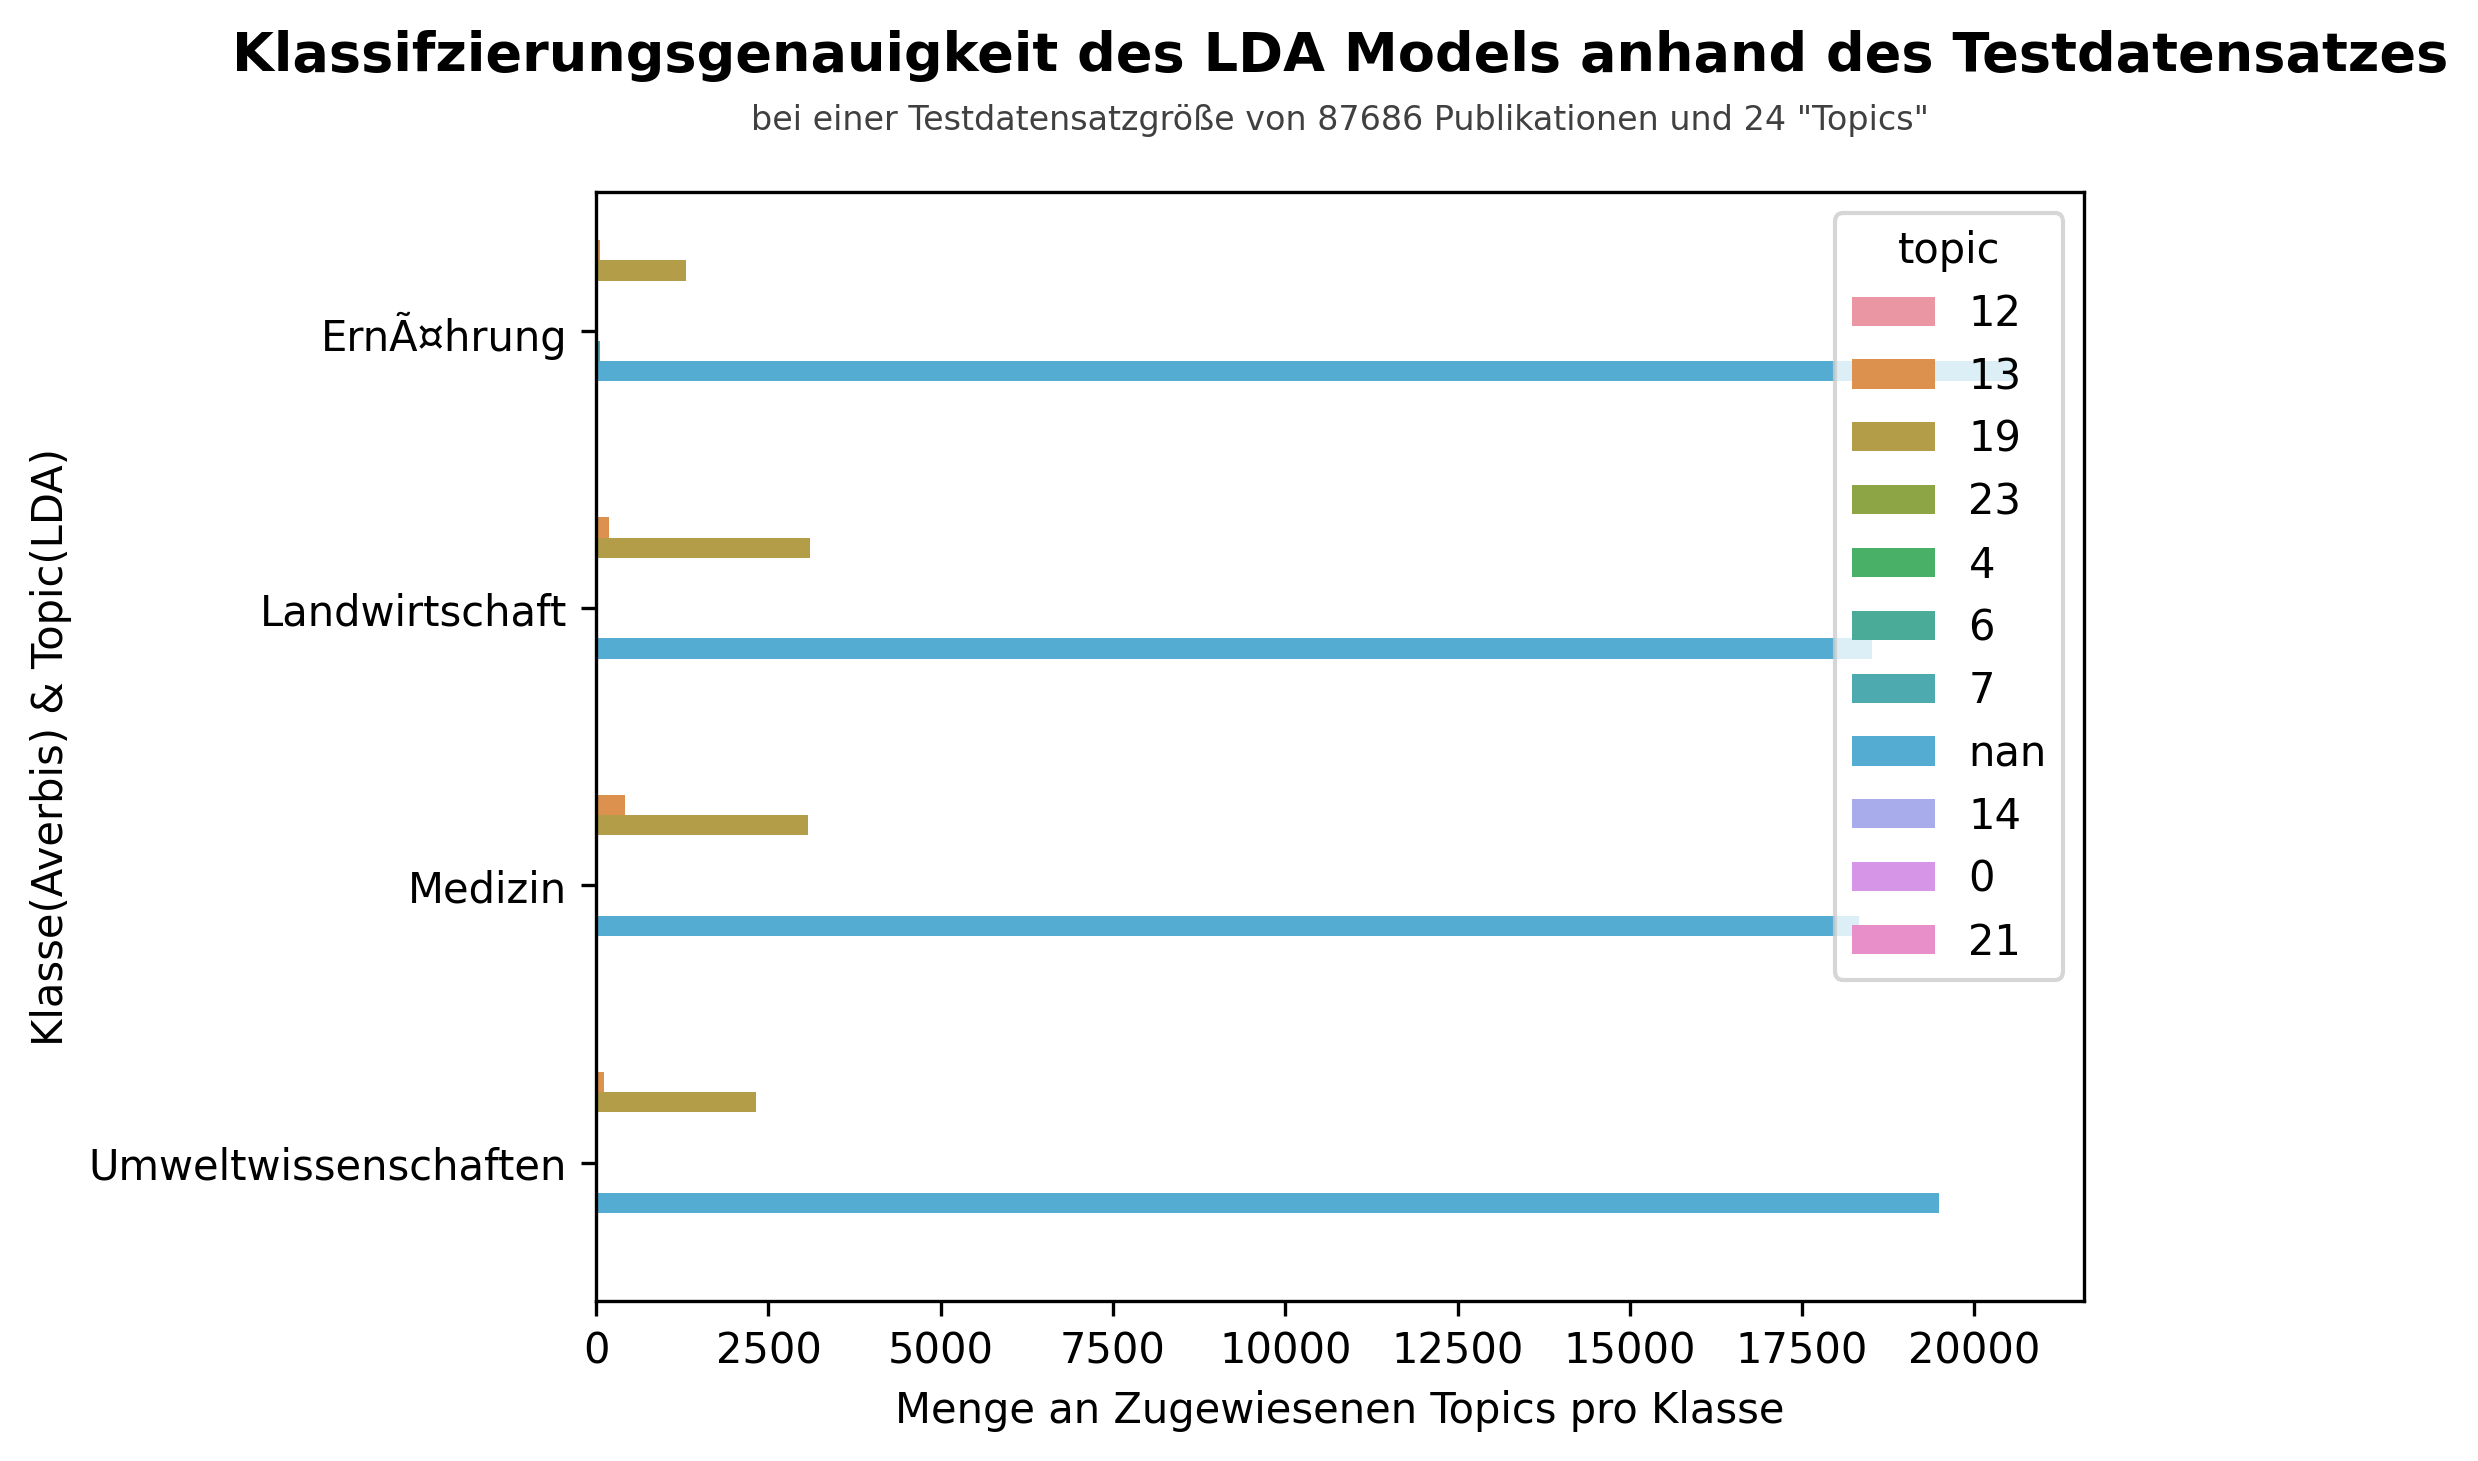 Klassifzierungsgenauigkeit des LDA Models anhand des Testdatensatzes
bei einer Testdatensatzgröße von 87686 Publikationen und 24 "Topics"
Klasse(Averbis) & Topic(LDA)
ErnÃ¤hrung
Landwirtschaft
Medizin
Umweltwissenschaften
topic
12
13
19
23
4
6
7
nan
14
0
21
0 2500 5000 7500 10000 12500 15000 17500 20000
Menge an Zugewiesenen Topics pro Klasse